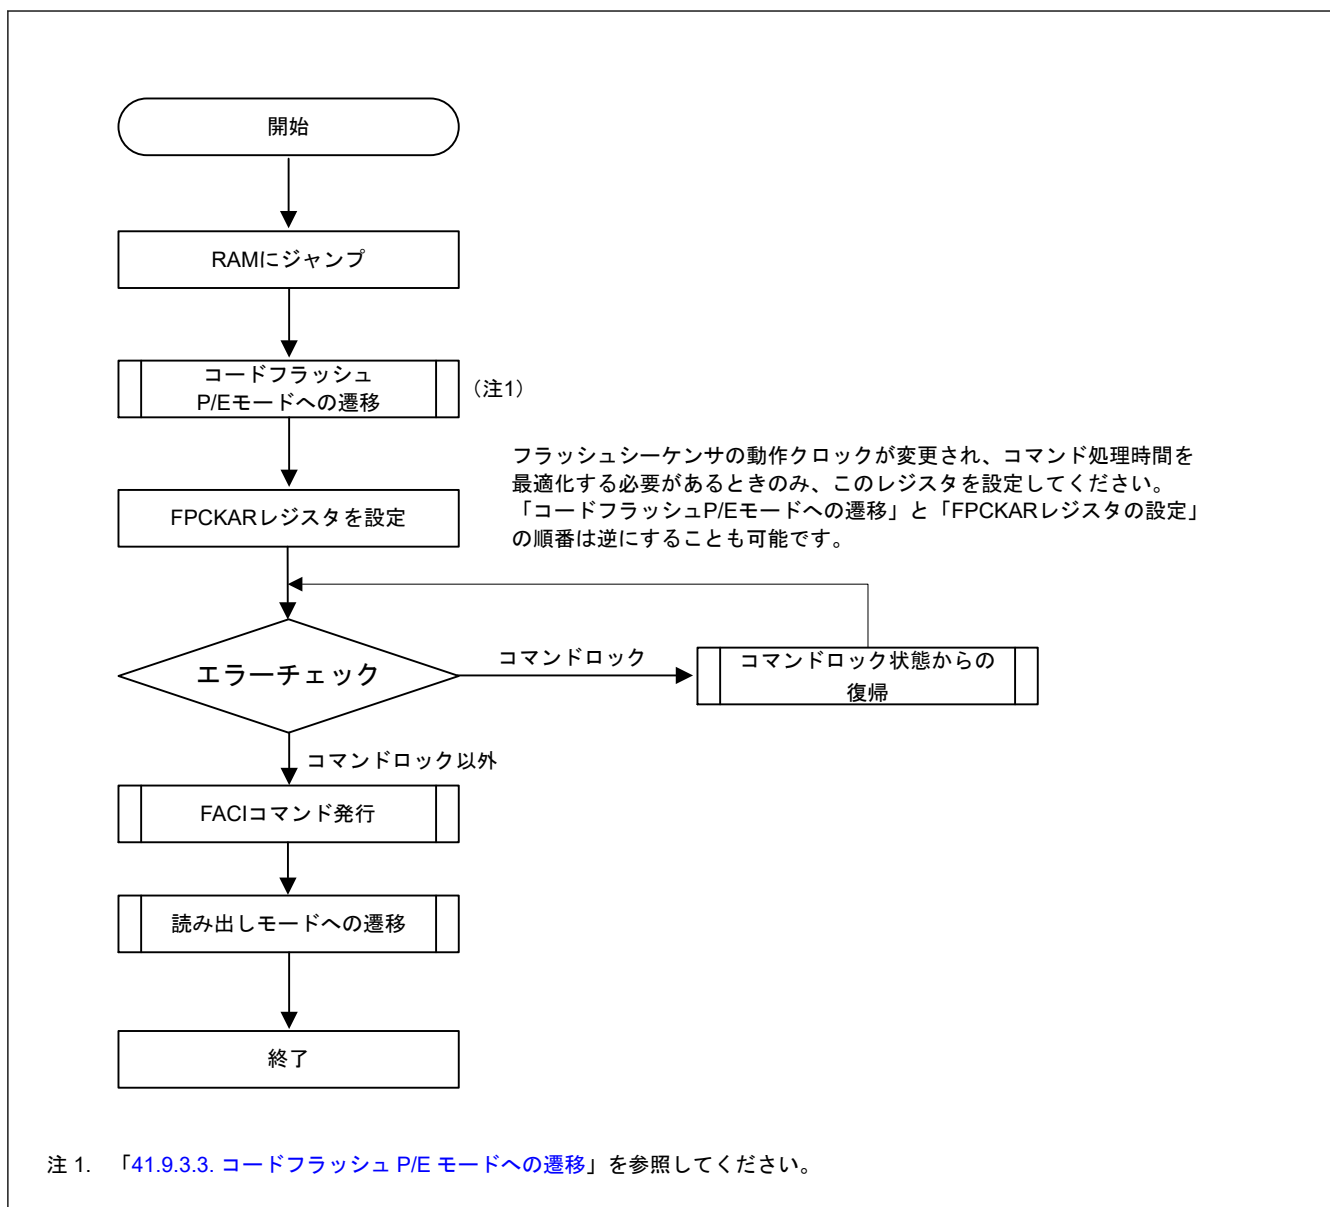 開始
RAMにジャンプ
コードフラッシュ
P/Eモードへの遷移
（注1）
フラッシュシーケンサの動作クロックが変更され、コマンド処理時間を
最適化する必要があるときのみ、このレジスタを設定してください。
「コードフラッシュP/Eモードへの遷移」と「FPCKARレジスタの設定」
の順番は逆にすることも可能です。
FPCKARレジスタを設定
エラーチェック
コマンドロック
コマンドロック状態からの
復帰
コマンドロック以外
FACIコマンド発行
読み出しモードへの遷移
終了
注 1. 「41.9.3.3. コードフラッシュ P/E モードへの遷移」を参照してください。